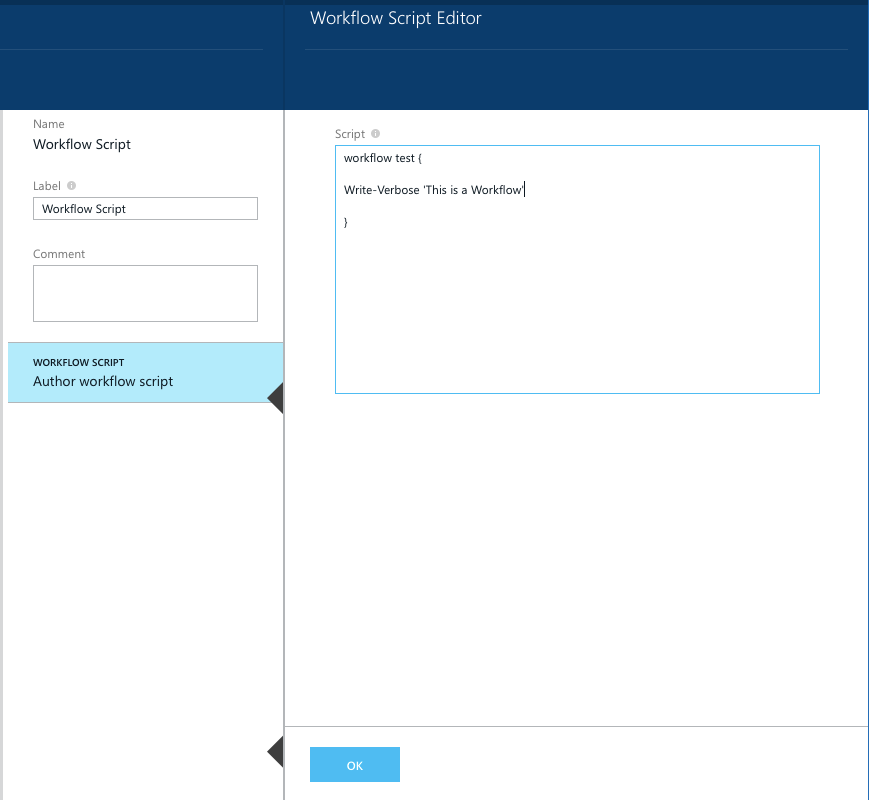 Workflow Script Editor
Name
Workflow Script
Label
Workflow Script
Comment
WORKFLOW SCRIPT
Author workflow script
Script
workflow test {
Write-Verbose 'This is a Workflow'
}
OK